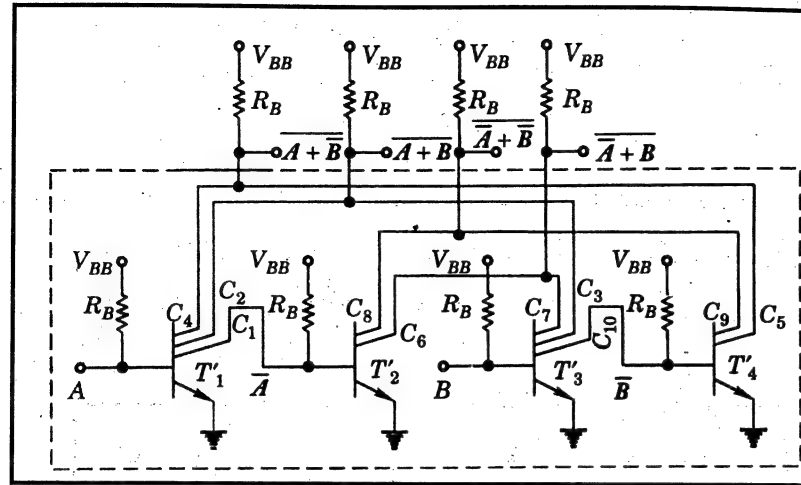 V_BB V_BB V_BB V_BB
R_B R_B R_B R_B
\overline{A + \overline{B}} \overline{A + B} \overline{\overline{A} + \overline{B}} \overline{\overline{A} + B}
V_BB V_BB V_BB V_BB
R_B C_4 C_2 C_1 R_B C_8 C_6 R_B C_7 C_3 C_10 R_B C_9 C_5
A T'_1 \overline{A} T'_2 B T'_3 \overline{B} T'_4